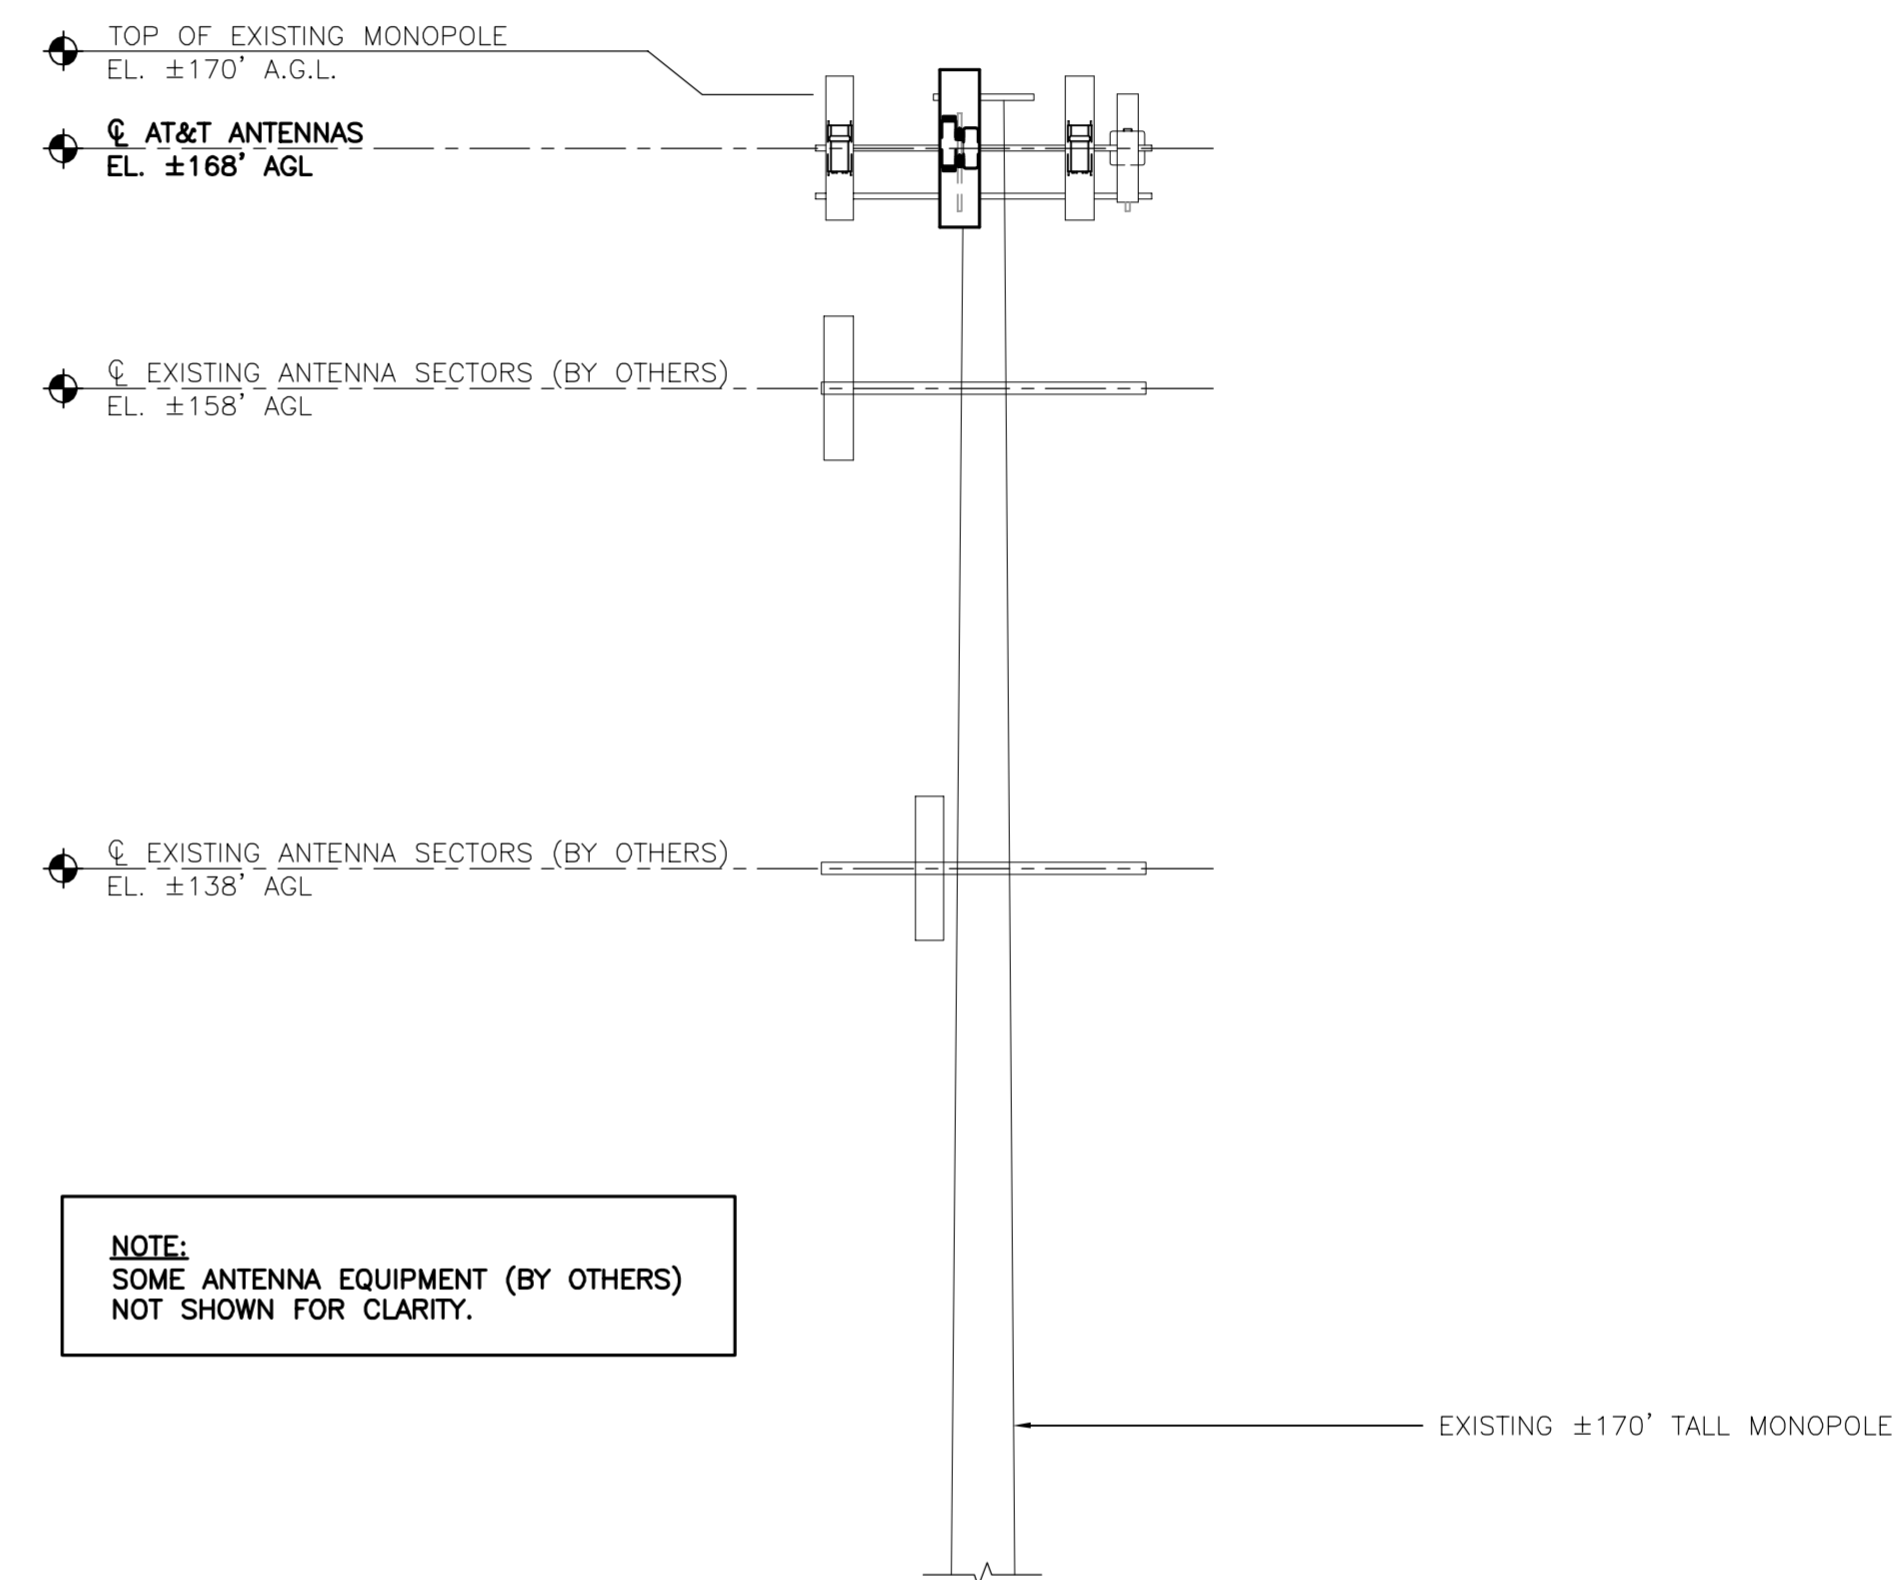 TOP OF EXISTING MONOPOLE
EL. ±170' A.G.L.
℄ AT&T ANTENNAS
EL. ±168' AGL
℄ EXISTING ANTENNA SECTORS (BY OTHERS)
EL. ±158' AGL
℄ EXISTING ANTENNA SECTORS (BY OTHERS)
EL. ±138' AGL
NOTE:
SOME ANTENNA EQUIPMENT (BY OTHERS)
NOT SHOWN FOR CLARITY.
EXISTING ±170' TALL MONOPOLE